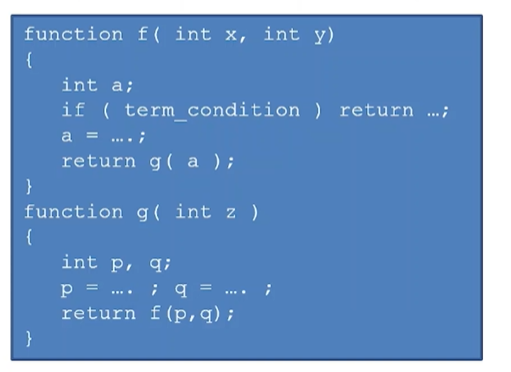 function f( int x, int y)
{
int a;
if ( term_condition ) return …;
a = ….;
return g( a );
}
function g( int z )
{
int p, q;
p = …. ; q = …. ;
return f(p,q);
}